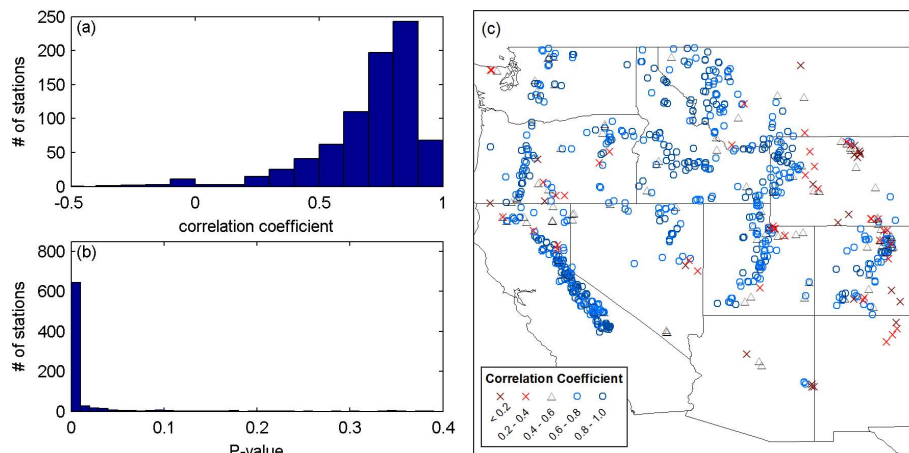 250
200
150
100
50
0
(a)
# of stations
-0.5
0
0.5
1
correlation coefficient
800
600
400
200
0
(b)
# of stations
0
0.1
0.2
0.3
0.4
P-value
(c)
Correlation Coefficient
< 0.2
0.2 - 0.4
0.4 - 0.6
0.6 - 0.8
0.8 - 1.0